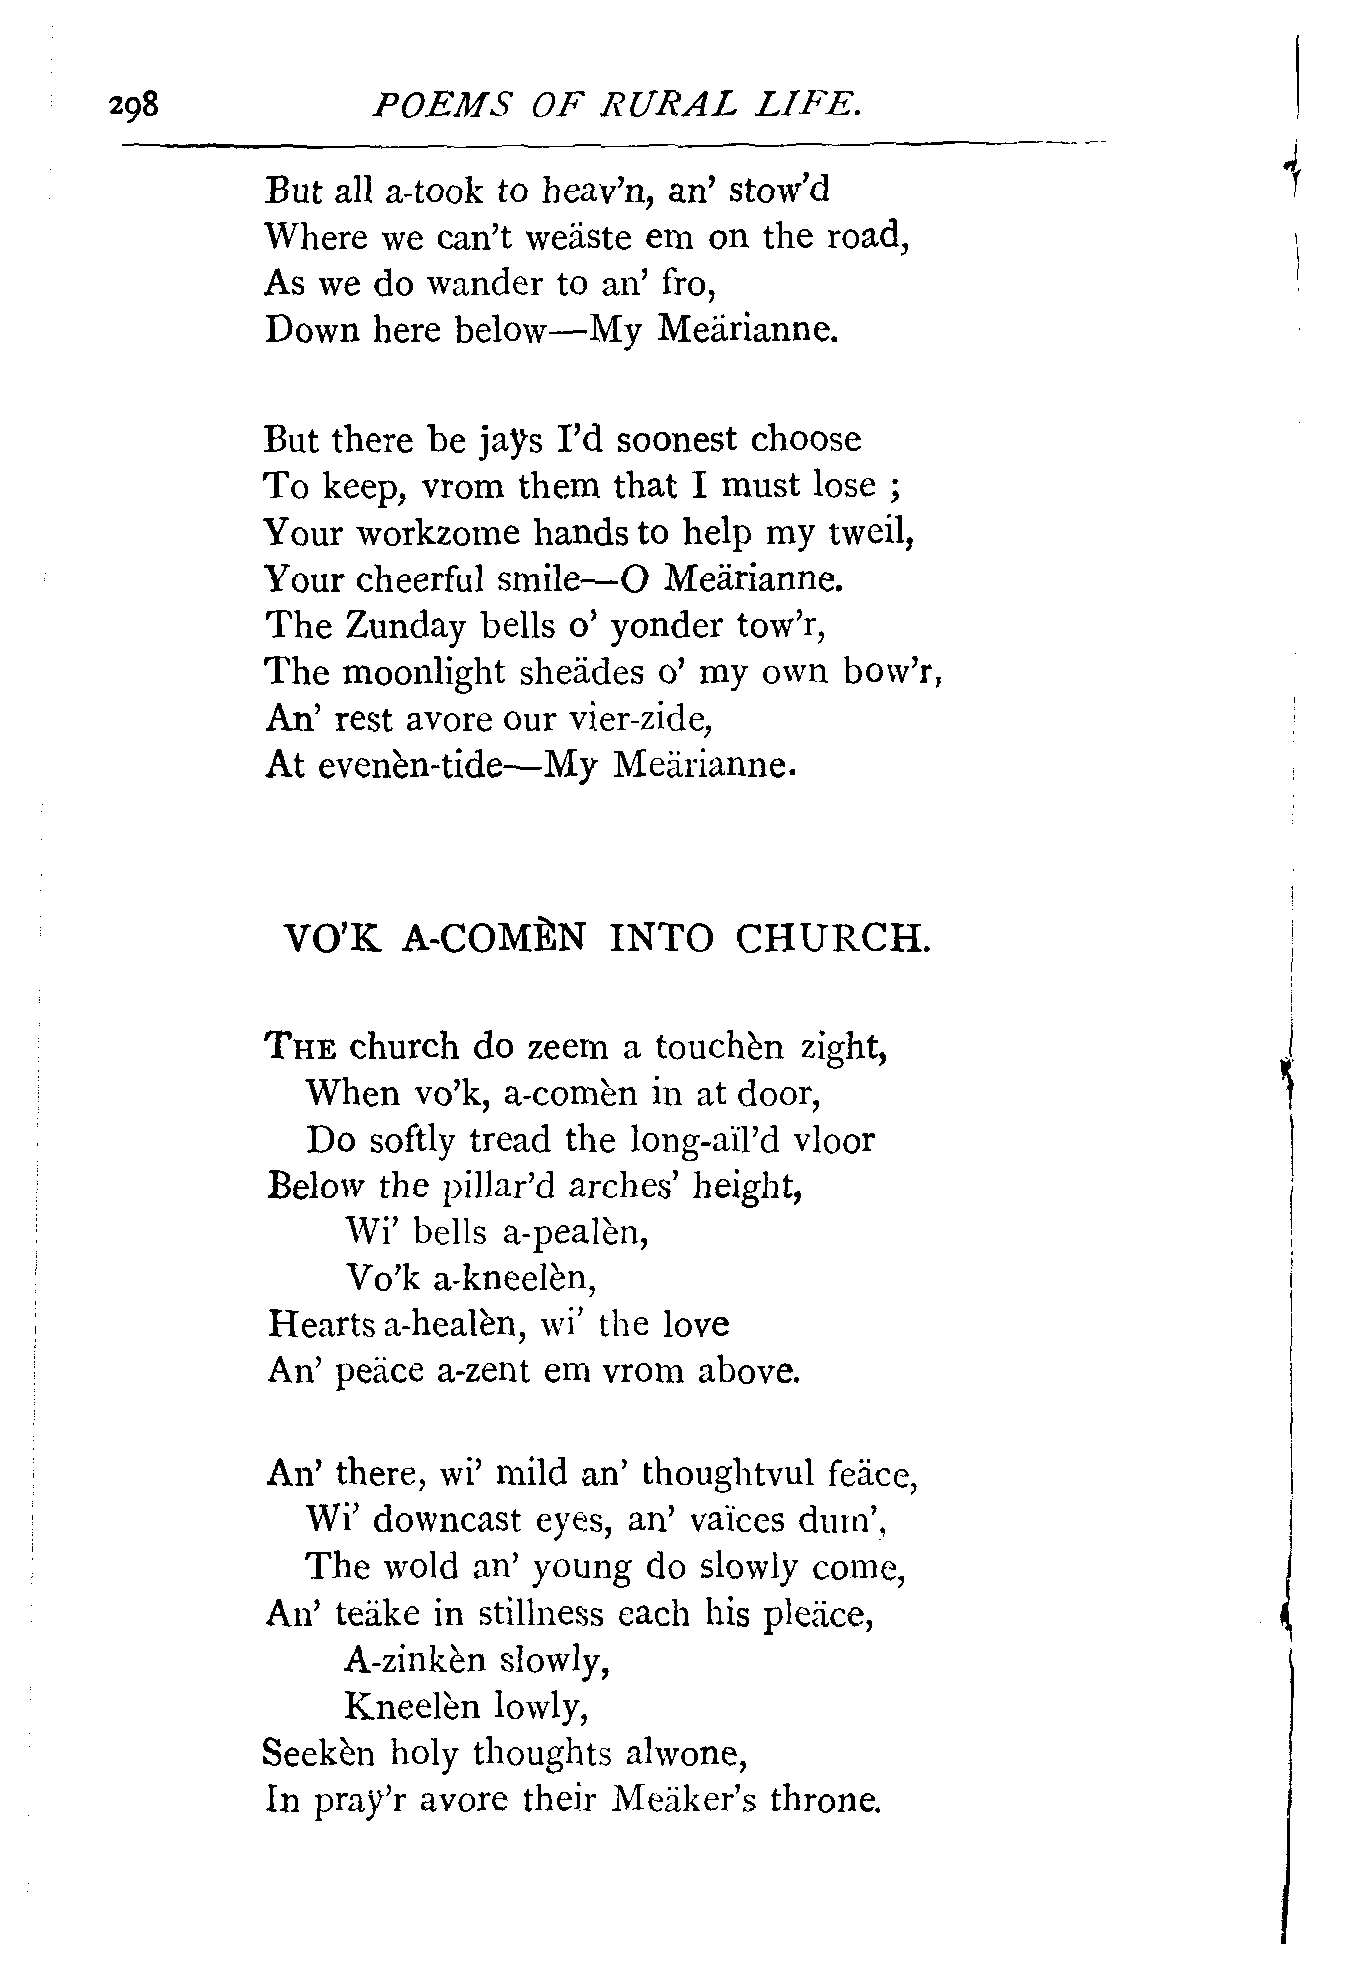 298 POEMS OF RURAL LIFE.
But all a-took to heav'n, an' stow'd
Where we can't weäste em on the road,
As we do wander to an' fro,
Down here below—My Meärianne.
But there be jaÿs I'd soonest choose
To keep, vrom them that I must lose ;
Your workzome hands to help my tweil,
Your cheerful smile—O Meärianne.
The Zunday bells o' yonder tow'r,
The moonlight sheädes o' my own bow'r,
An' rest avore our vier-zide,
At evenèn-tide—My Meärianne.
VO'K A-COMÈN INTO CHURCH.
THE church do zeem a touchèn zight,
When vo'k, a-comèn in at door,
Do softly tread the long-aïl'd vloor
Below the pillar'd arches' height,
Wi' bells a-pealèn,
Vo'k a-kneelèn,
Hearts a-healèn, wi' the love
An' peäce a-zent em vrom above.
An' there, wi' mild an' thoughtvul feäce,
Wi' downcast eyes, an' vaïces dum',
The wold an' young do slowly come,
An' teäke in stillness each his pleäce,
A-zinkèn slowly,
Kneelèn lowly,
Seekèn holy thoughts alwone,
In praÿ'r avore their Meäker's throne.